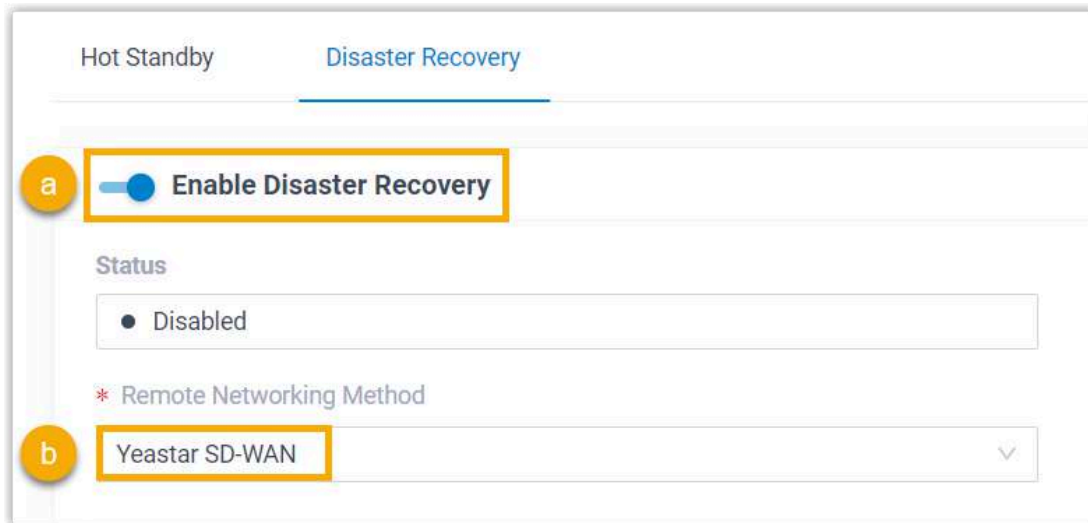 Hot Standby Disaster Recovery
a Enable Disaster Recovery
Status
Disabled
* Remote Networking Method
b Yeastar SD-WAN